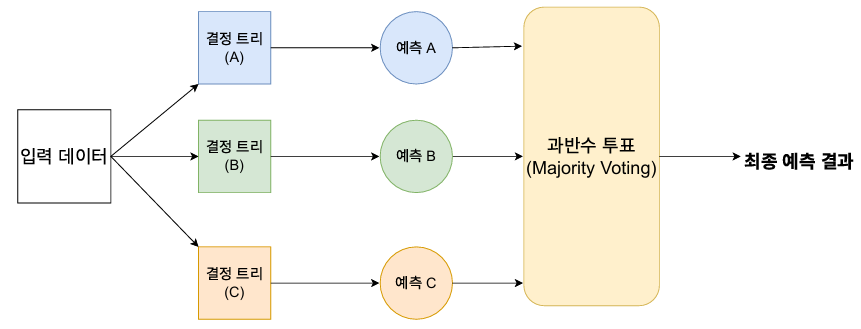 입력 데이터
결정 트리
(A)
예측 A
결정 트리
(B)
예측 B
결정 트리
(C)
예측 C
과반수 투표
(Majority Voting)
최종 예측 결과